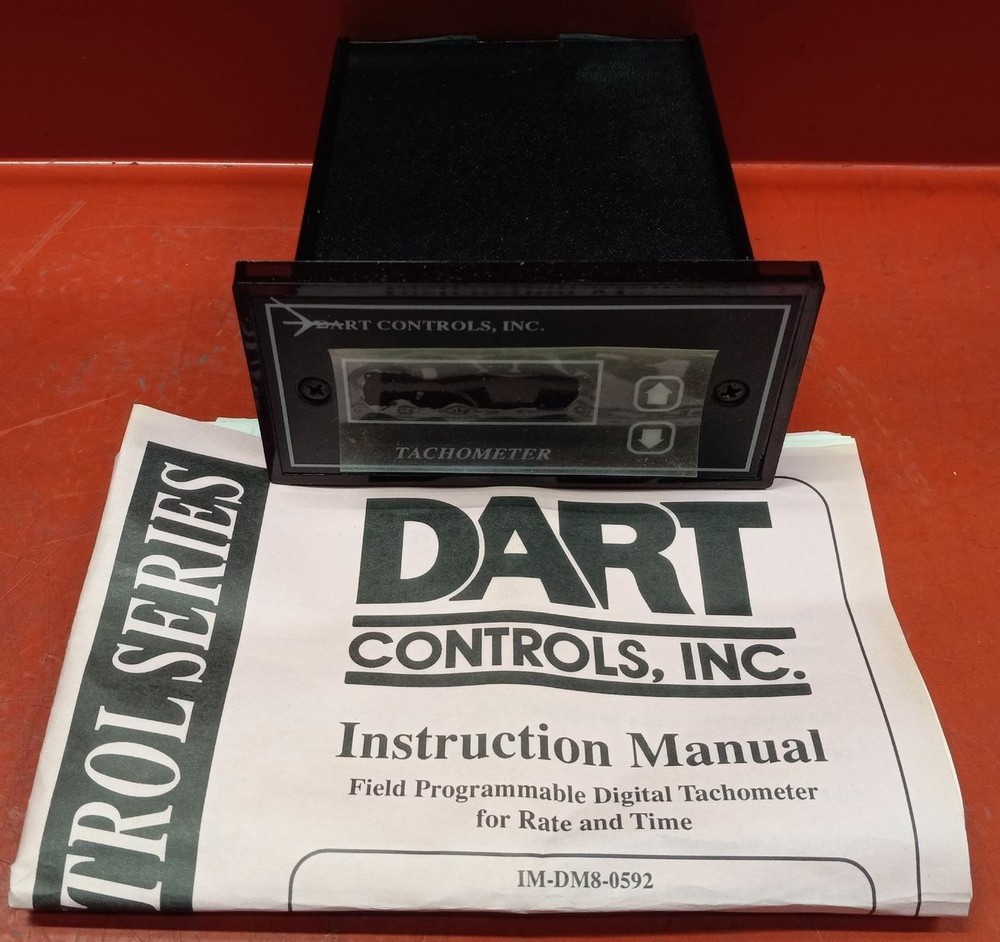 DART CONTROLS, INC.
TACHOMETER
TROL SERIES
DART
CONTROLS, INC.
Instruction Manual
Field Programmable Digital Tachometer
for Rate and Time
IM-DM8-0592